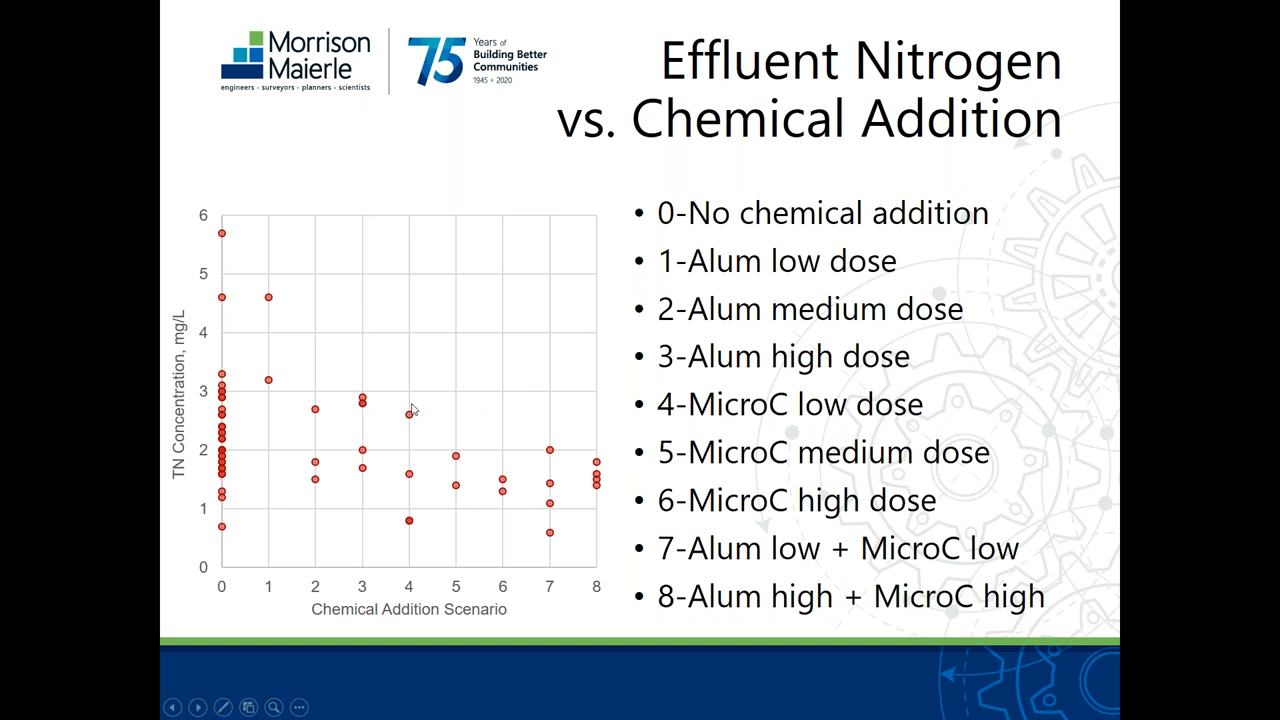 Morrison
Maierle
engineers • surveyors • planners • scientists
75
Years of
Building Better
Communities
1945 • 2020
Effluent Nitrogen
vs. Chemical Addition
6
5
4
3
2
1
0
TN Concentration, mg/L
0 1 2 3 4 5 6 7 8
Chemical Addition Scenario
• 0-No chemical addition
• 1-Alum low dose
• 2-Alum medium dose
• 3-Alum high dose
• 4-MicroC low dose
• 5-MicroC medium dose
• 6-MicroC high dose
• 7-Alum low + MicroC low
• 8-Alum high + MicroC high